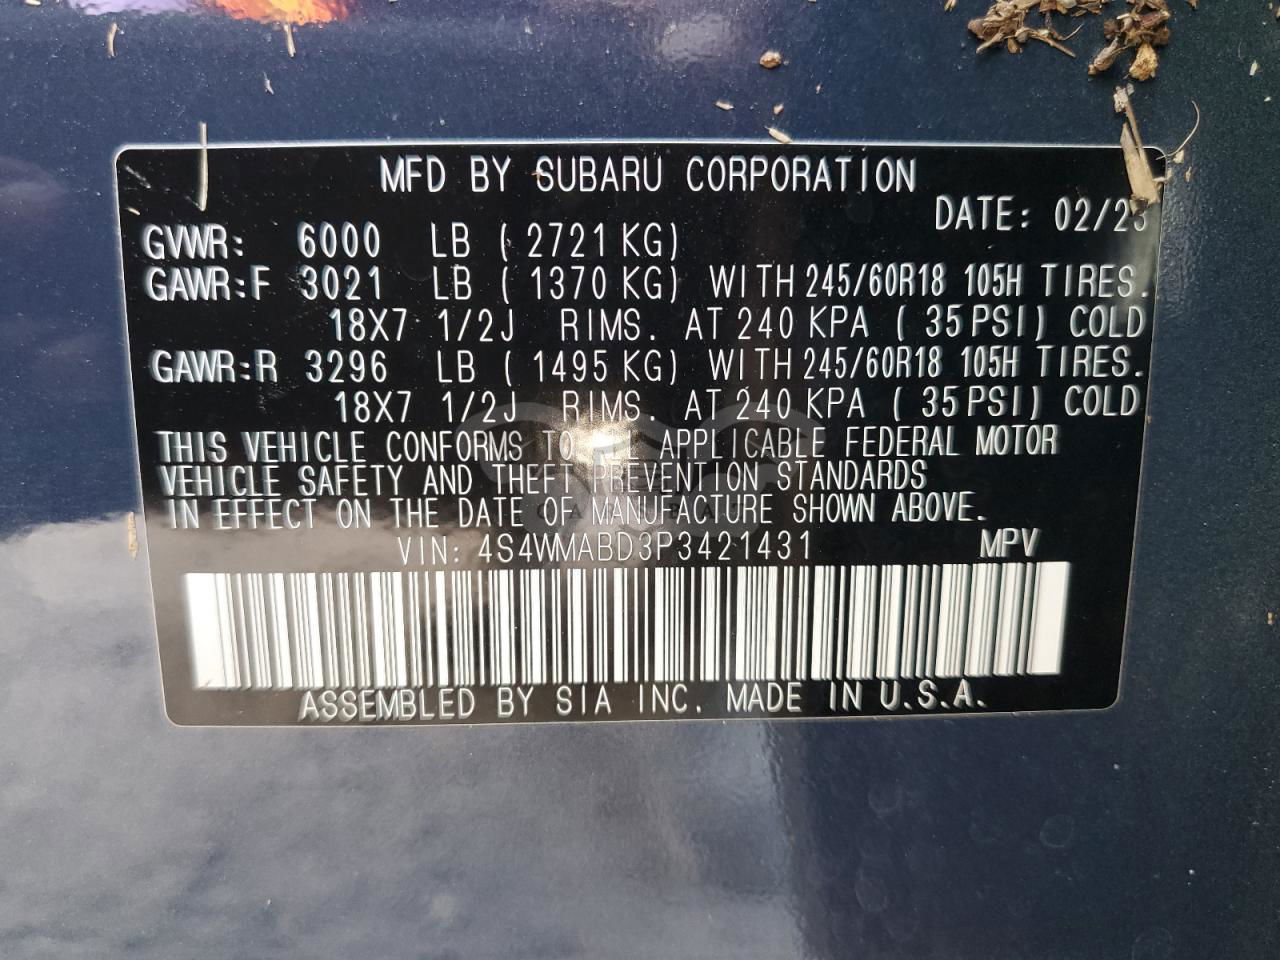 MFD BY SUBARU CORPORATION
DATE: 02/23
GVWR: 6000 LB ( 2721 KG)
GAWR:F 3021 LB ( 1370 KG) WITH 245/60R18 105H TIRES.
18X7 1/2J RIMS. AT 240 KPA ( 35 PSI) COLD
GAWR:R 3296 LB ( 1495 KG) WITH 245/60R18 105H TIRES.
18X7 1/2J RIMS. AT 240 KPA ( 35 PSI) COLD
THIS VEHICLE CONFORMS TO ALL APPLICABLE FEDERAL MOTOR
VEHICLE SAFETY AND THEFT PREVENTION STANDARDS
IN EFFECT ON THE DATE OF MANUFACTURE SHOWN ABOVE.
VIN: 4S4WMABD3P3421431 MPV
ASSEMBLED BY SIA INC. MADE IN U.S.A.